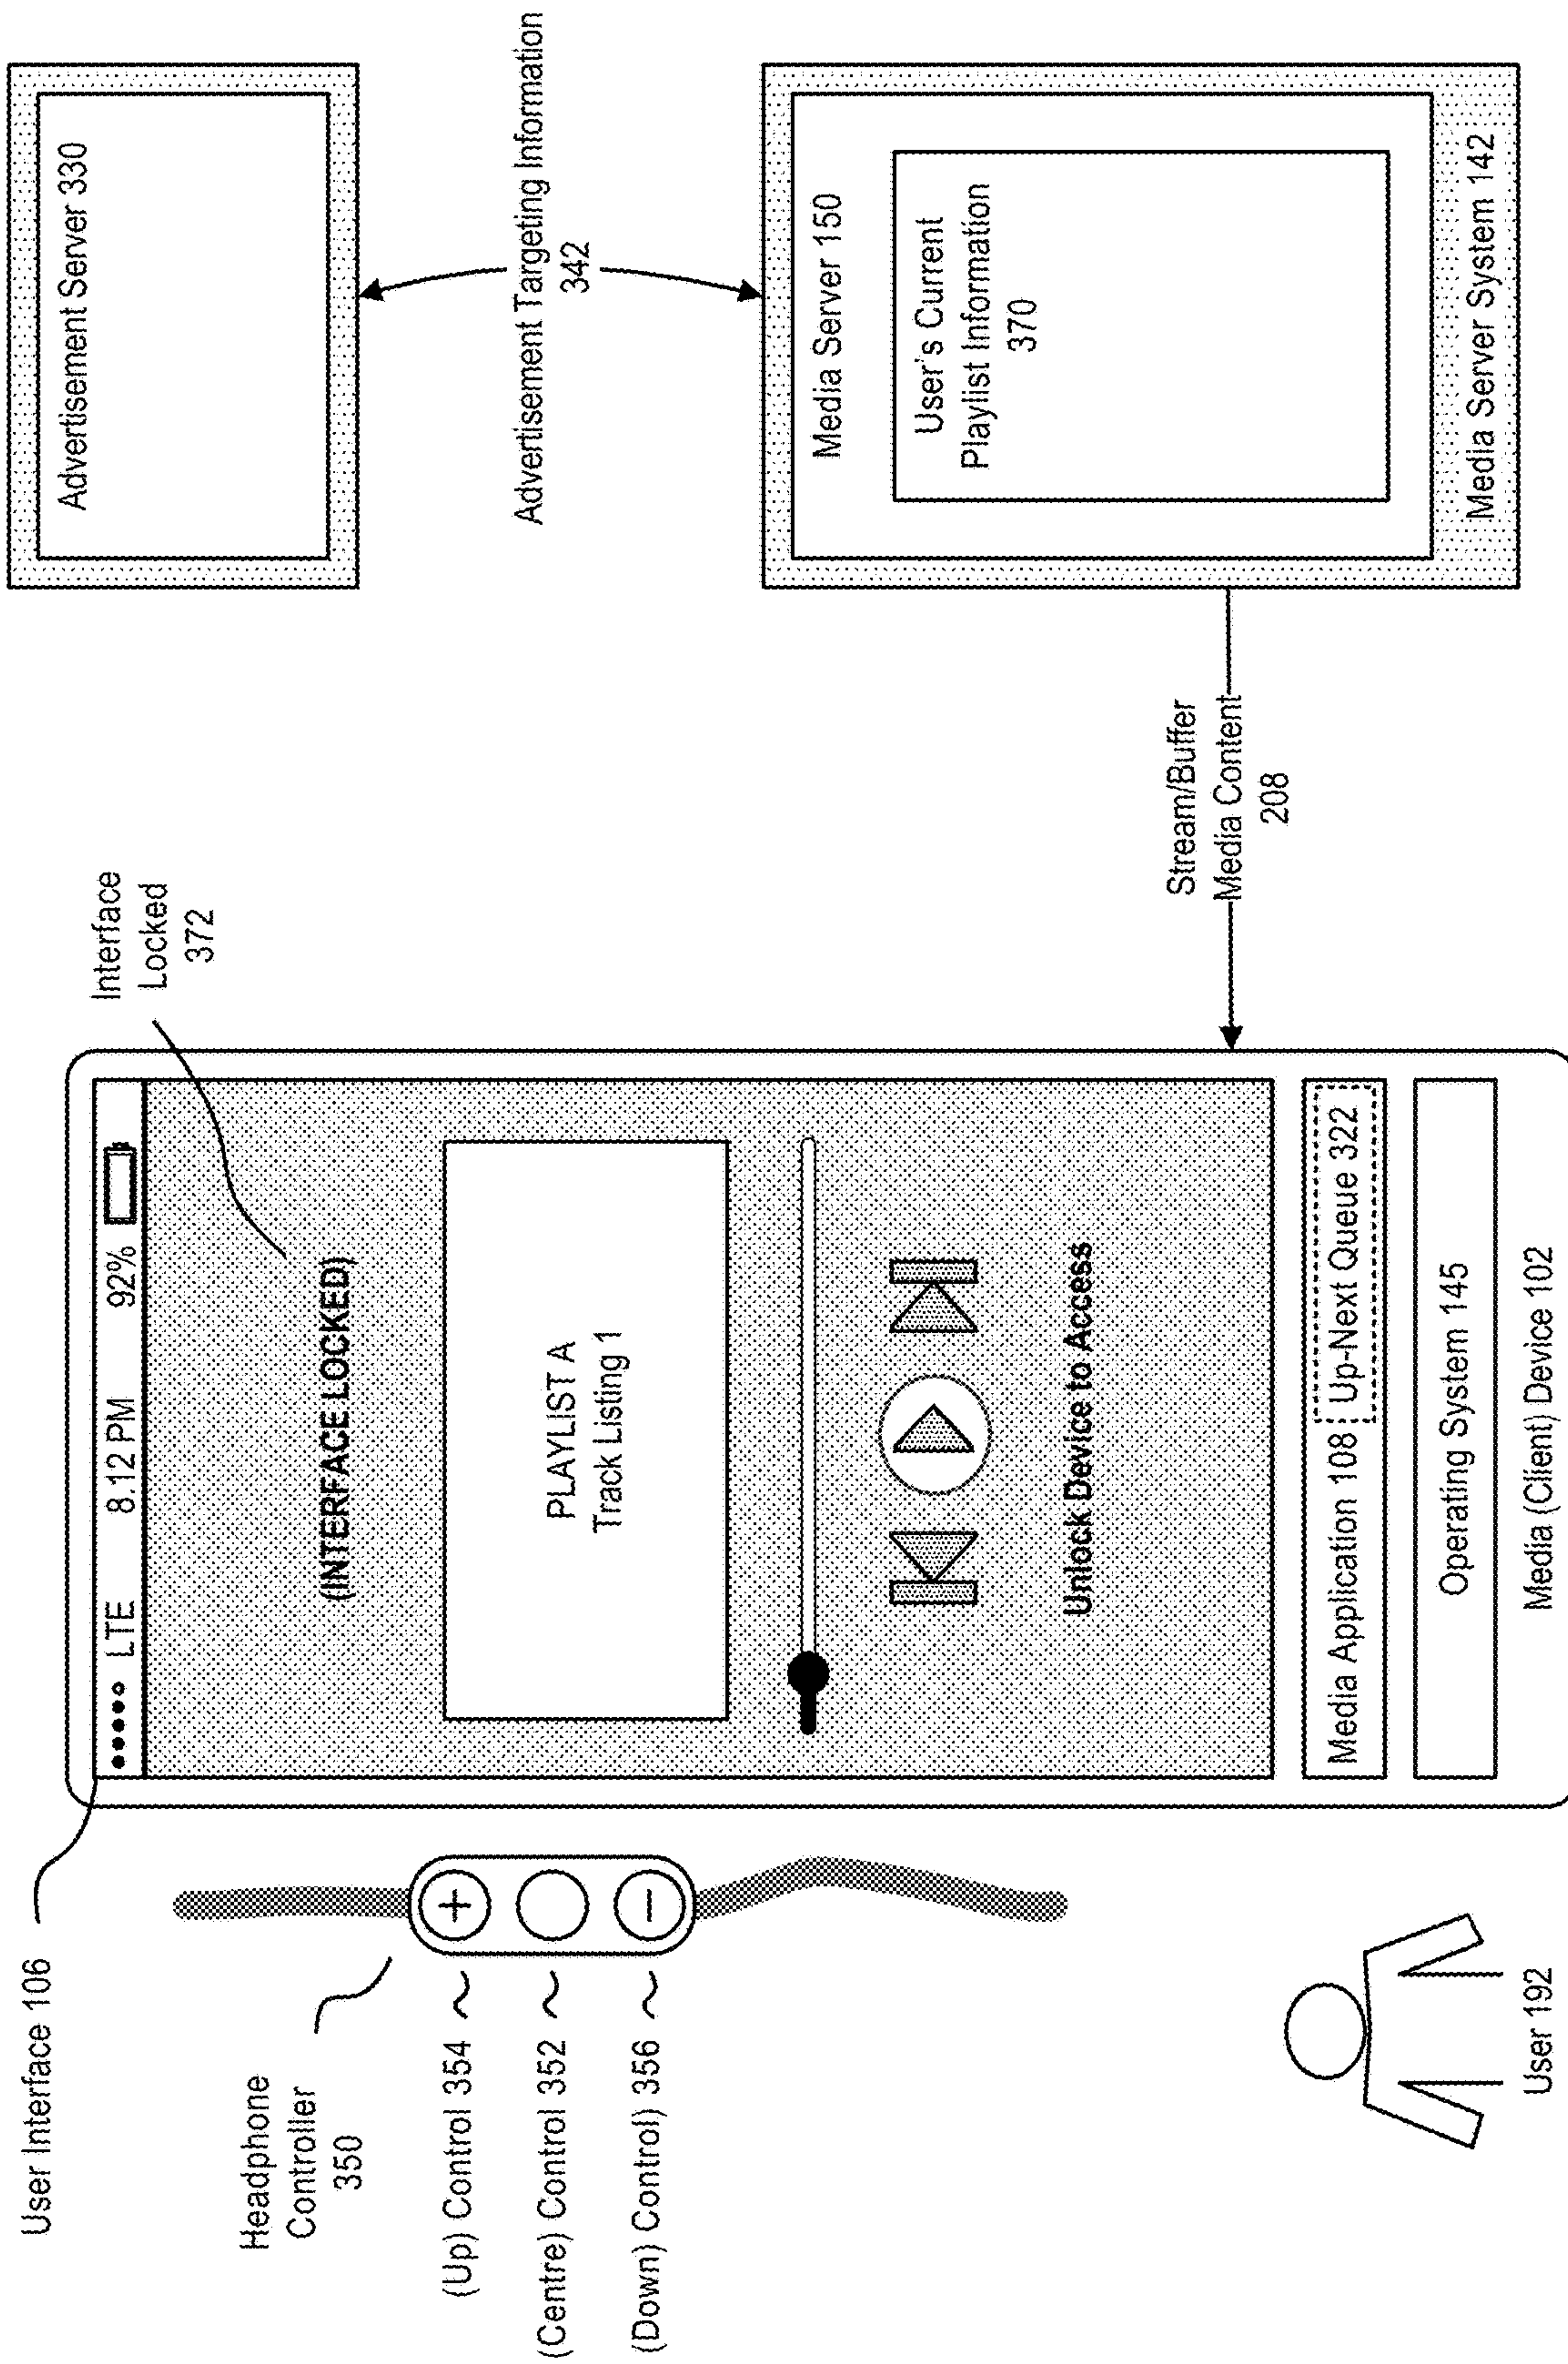 User Interface 106
Headphone
Controller
350
(Up) Control 354
(Centre) Control 352
(Down) Control) 356
User 192
LTE
8.12 PM
92%
(INTERFACE LOCKED)
PLAYLIST A
Track Listing 1
Unlock Device to Access
Media Application 108
Up-Next Queue 322
Operating System 145
Media (Client) Device 102
Interface
Locked
372
Stream/Buffer
Media Content
208
Advertisement Server 330
Advertisement Targeting Information
342
Media Server 150
User's Current
Playlist Information
370
Media Server System 142